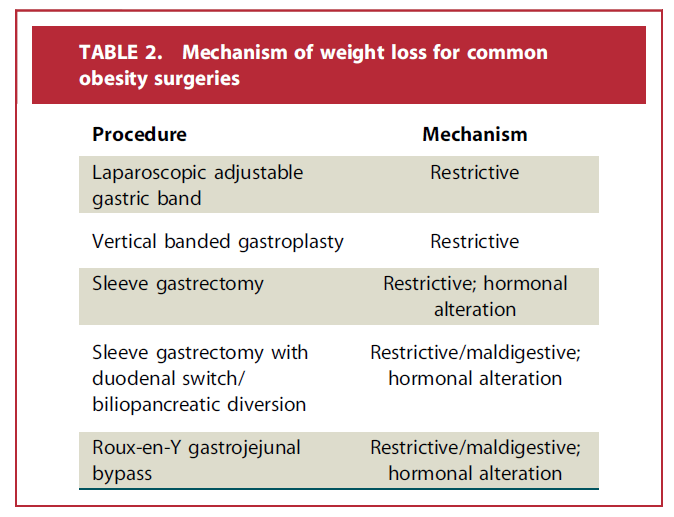 TABLE 2. Mechanism of weight loss for common
obesity surgeries
Procedure Mechanism
Laparoscopic adjustable Restrictive
gastric band
Vertical banded gastroplasty Restrictive
Sleeve gastrectomy Restrictive; hormonal
alteration
Sleeve gastrectomy with Restrictive/maldigestive;
duodenal switch/ hormonal alteration
biliopancreatic diversion
Roux-en-Y gastrojejunal Restrictive/maldigestive;
bypass hormonal alteration